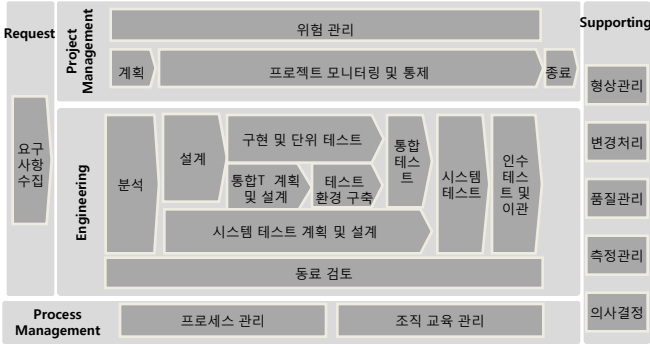 Request
요구
사항
수집
Project
Management
위험 관리
계획
프로젝트 모니터링 및 통제
종료
Engineering
분석
설계
구현 및 단위 테스트
통합T 계획
및 설계
테스트
환경 구축
통합
테스
트
시스템
테스트
인수
테스
트 및
이관
시스템 테스트 계획 및 설계
동료 검토
Process
Management
프로세스 관리
조직 교육 관리
Supporting
형상관리
변경처리
품질관리
측정관리
의사결정